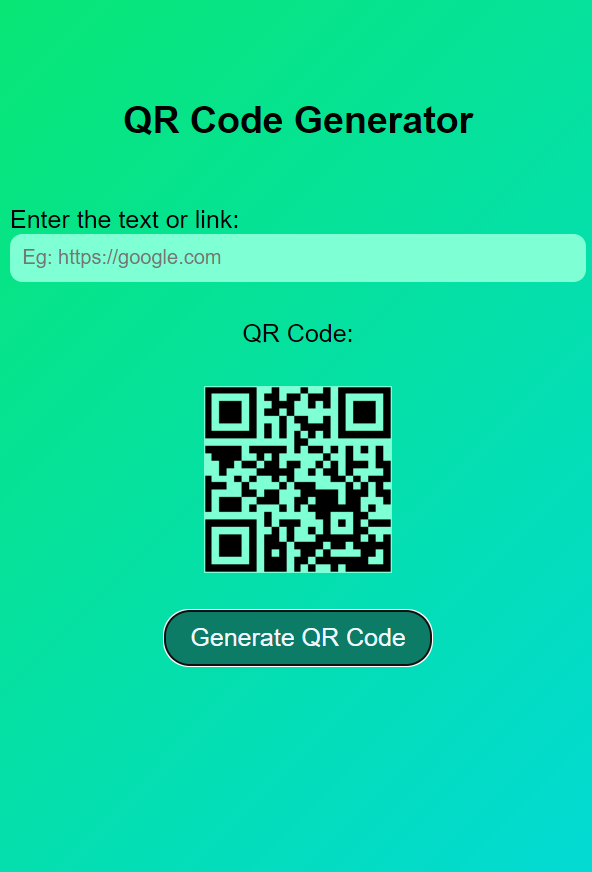 QR Code Generator
Enter the text or link:
Eg: https://google.com
QR Code:
Generate QR Code